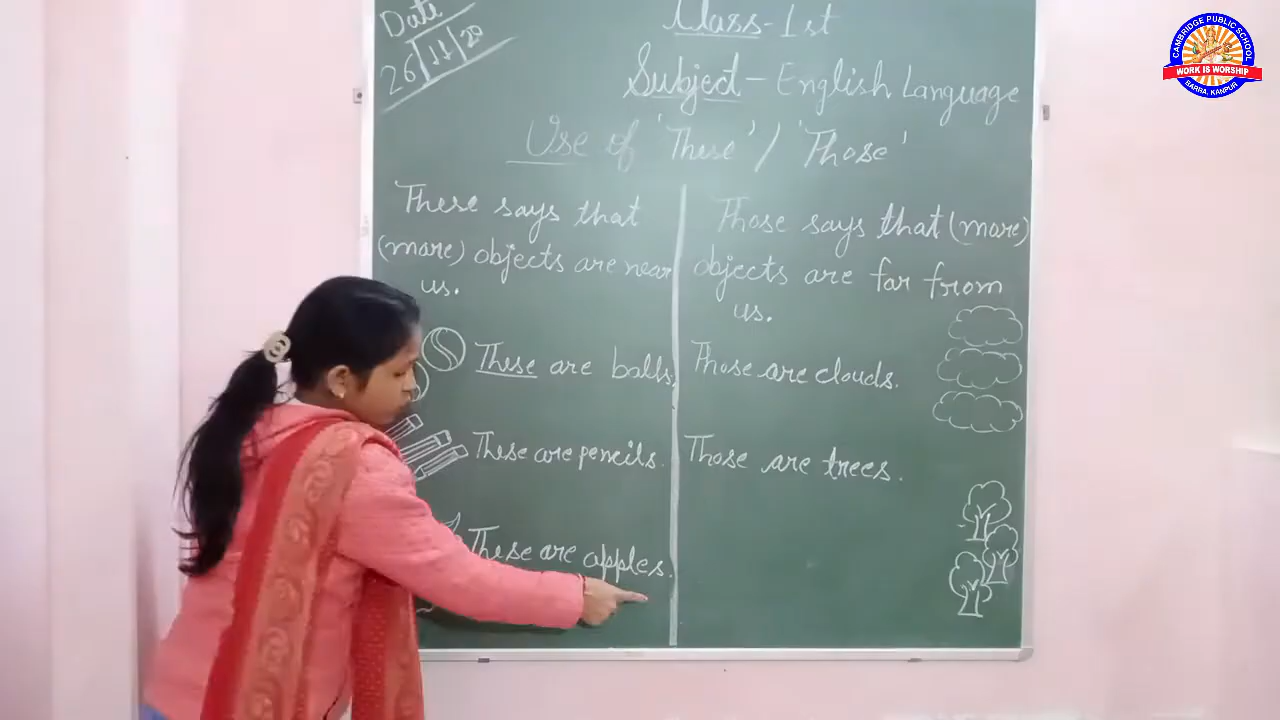 Date
26/11/20
Class-1st
Subject - English Language
Use of 'These' / 'Those'
These says that
(more) objects are near
us.
These are balls.
These are pencils.
These are apples.
Those says that (more)
objects are far from
us.
Those are clouds.
Those are trees.
CAMBRIDGE PUBLIC SCHOOL
WORK IS WORSHIP
BARRA, KANPUR